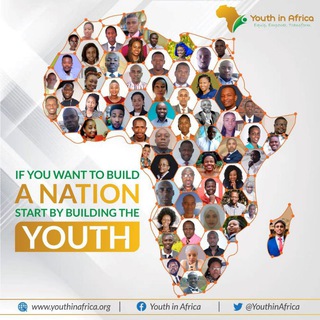 Youth in Africa
Equip, Empower, Transform
IF YOU WANT TO BUILD
A NATION
START BY BUILDING THE
YOUTH
www.youthinafrica.org
Youth in Africa
@YouthinAfrica